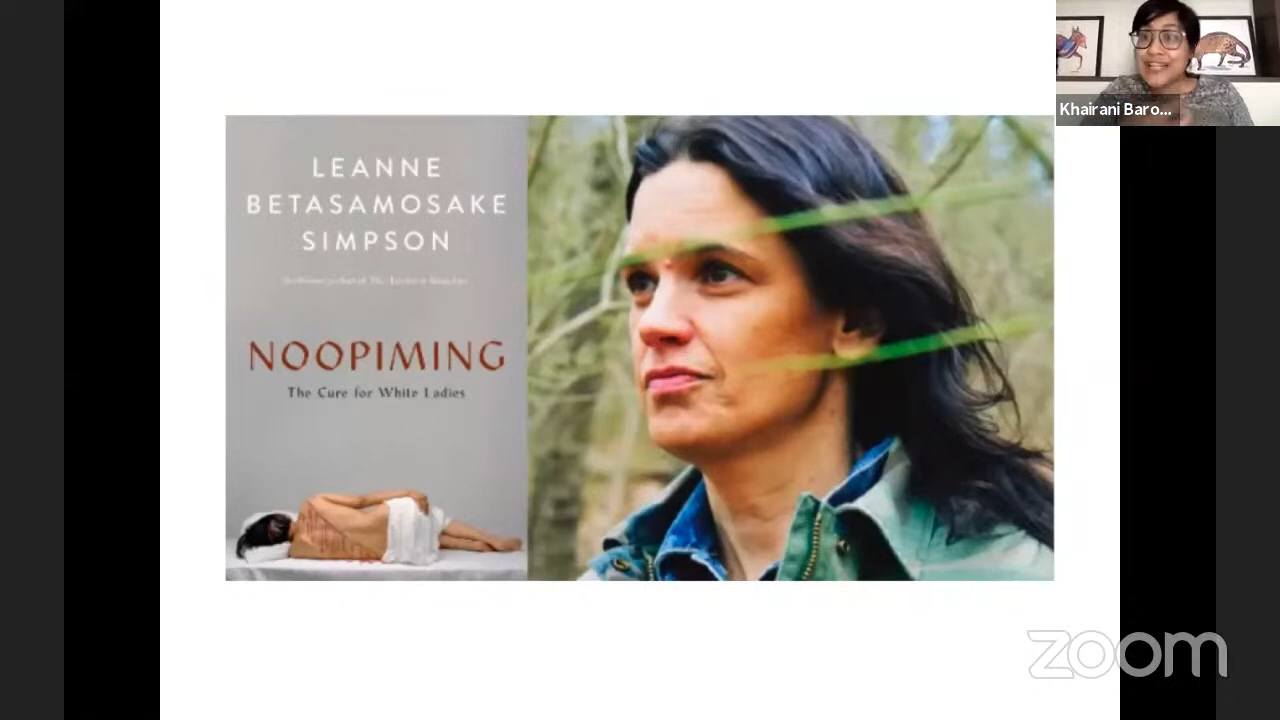 LEANNE
BETASAMOSAKE
SIMPSON
NOOPIMING
The Cure for White Ladies
Khairani Baro...
zoom